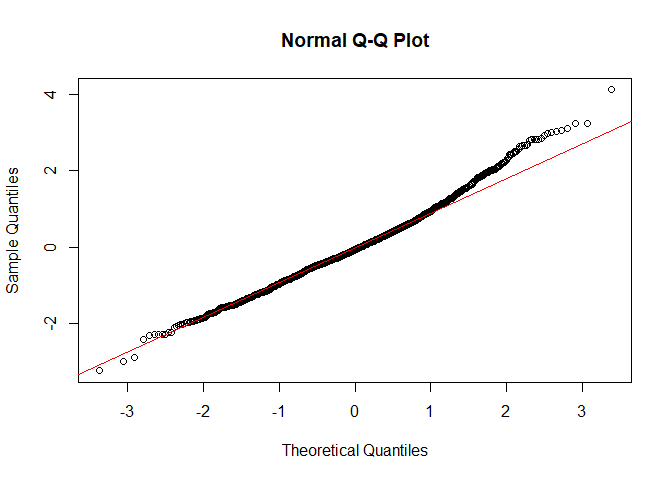 Normal Q-Q Plot
4
2
0
-2
Sample Quantiles
-3 -2 -1 0 1 2 3
Theoretical Quantiles